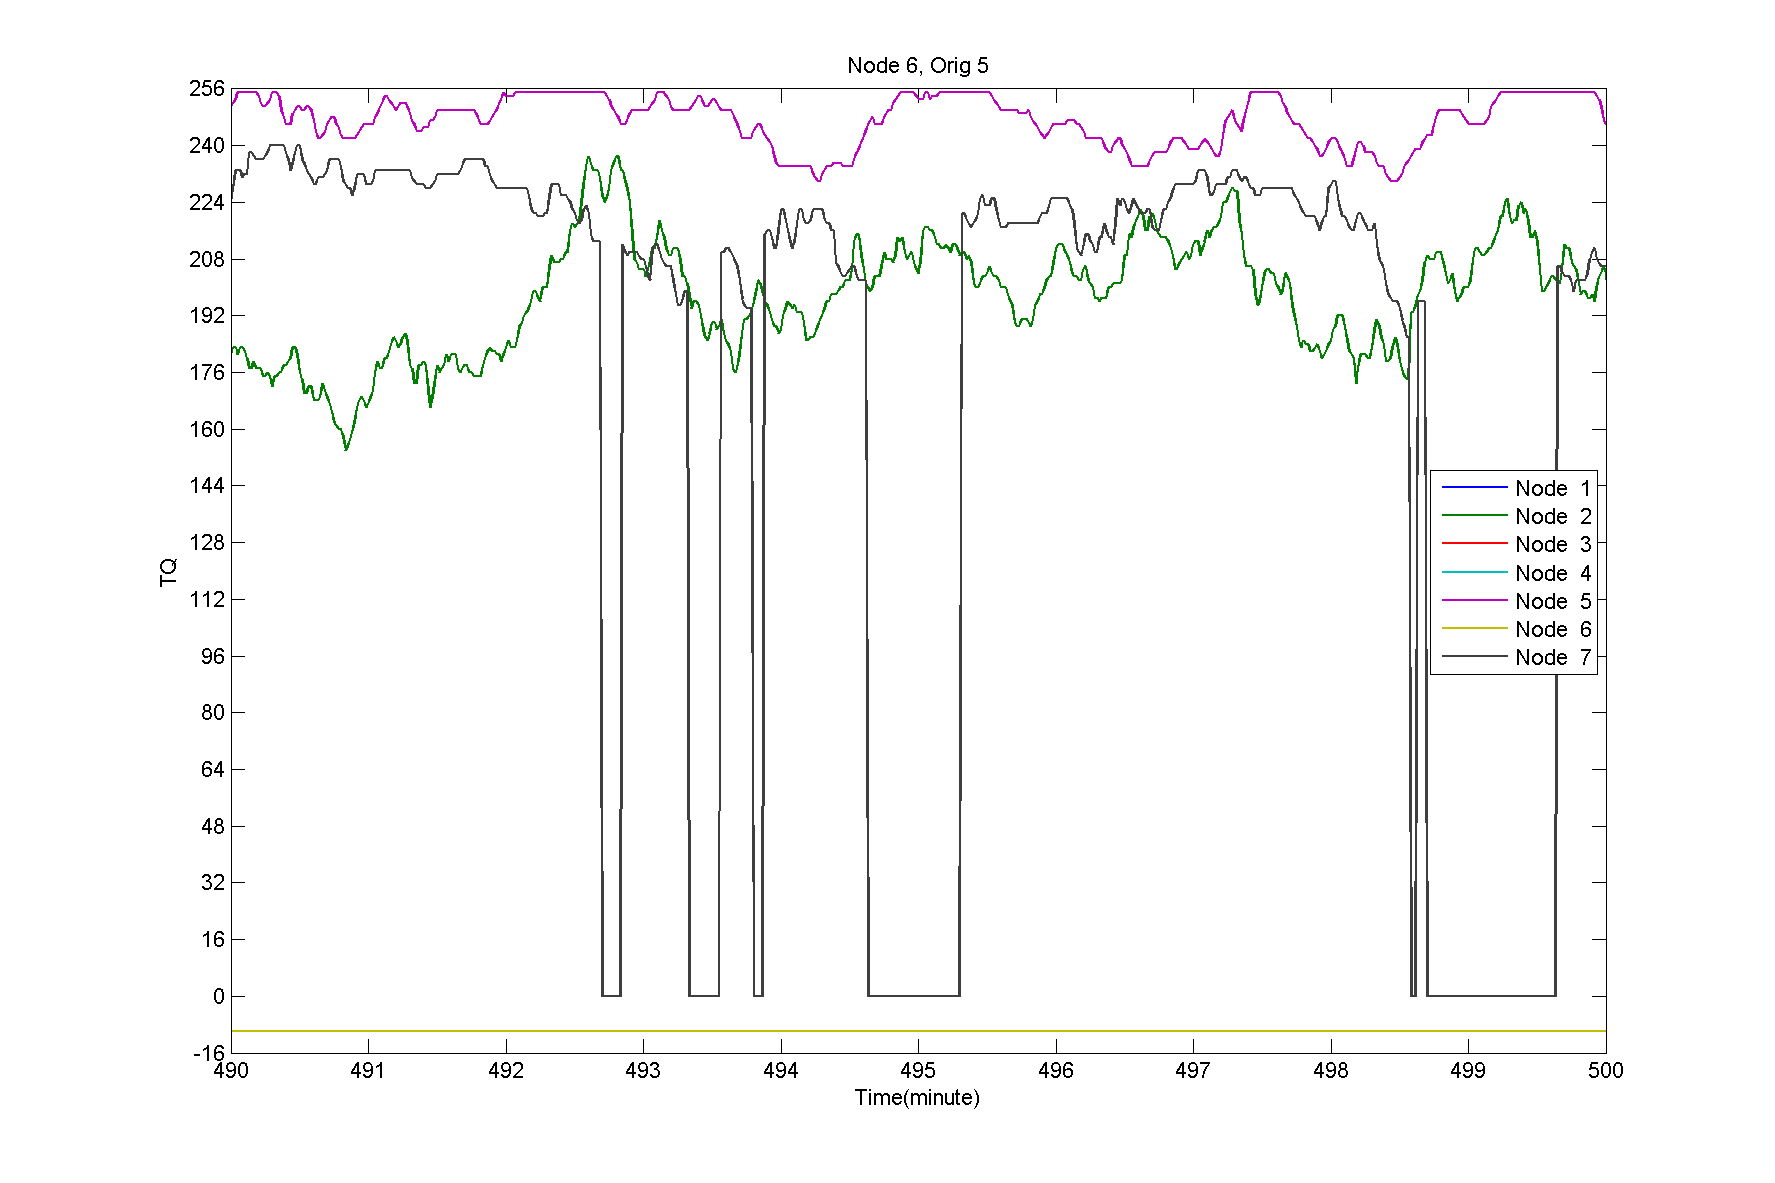 Node 6, Orig 5
256
240
224
208
192
176
160
144
128
112
96
80
64
48
32
16
0
-16
TQ
Node 1
Node 2
Node 3
Node 4
Node 5
Node 6
Node 7
490 491 492 493 494 495 496 497 498 499 500
Time(minute)